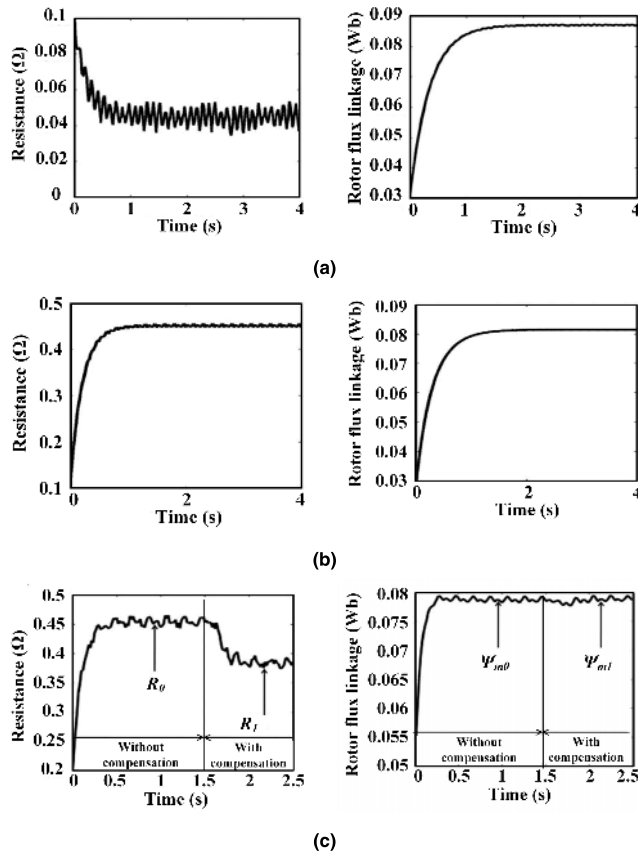 Resistance (Ω)
0.1
0.08
0.06
0.04
0.02
0
0 1 2 3 4
Time (s)
Rotor flux linkage (Wb)
0.09
0.08
0.07
0.06
0.05
0.04
0.03
0 1 2 3 4
Time (s)
(a)
Resistance (Ω)
0.5
0.4
0.3
0.2
0.1
0 2 4
Time (s)
Rotor flux linkage (Wb)
0.09
0.08
0.07
0.06
0.05
0.04
0.03
0 2 4
Time (s)
(b)
Resistance (Ω)
0.5
0.45
0.4
0.35
0.3
0.25
0.2
R0
R1
Without compensation
With compensation
0 0.5 1 1.5 2 2.5
Time (s)
Rotor flux linkage (Wb)
0.08
0.075
0.07
0.065
0.06
0.055
0.05
Ψm0
Ψm1
Without compensation
With compensation
0 0.5 1 1.5 2 2.5
Time (s)
(c)